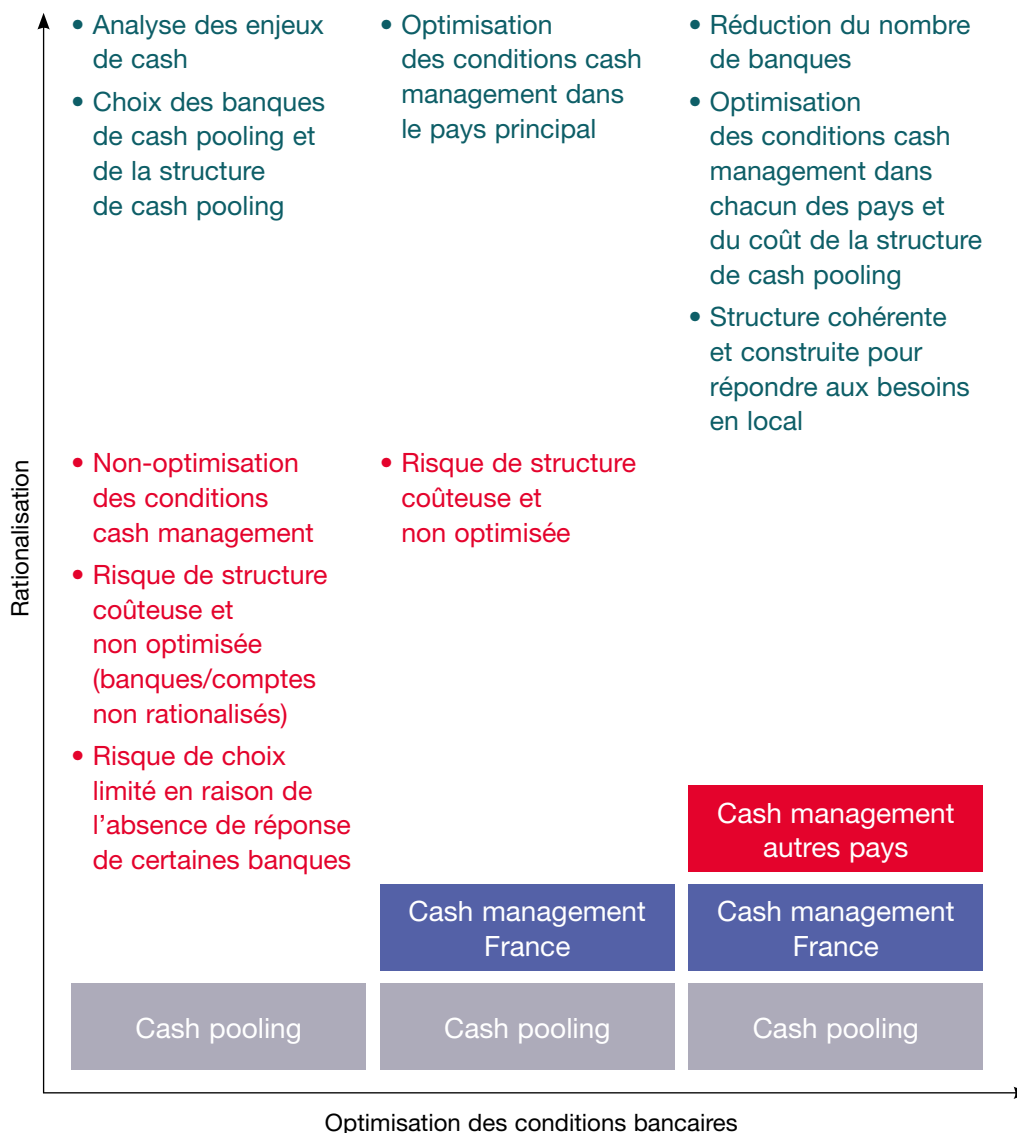 • Analyse des enjeux
de cash
• Choix des banques
de cash pooling et
de la structure
de cash pooling
• Optimisation
des conditions cash
management dans
le pays principal
• Réduction du nombre
de banques
• Optimisation
des conditions cash
management dans
chacun des pays et
du coût de la structure
de cash pooling
• Structure cohérente
et construite pour
répondre aux besoins
en local
Rationalisation
• Non-optimisation
des conditions
cash management
• Risque de structure
coûteuse et
non optimisée
(banques/comptes
non rationalisés)
• Risque de choix
limité en raison de
l’absence de réponse
de certaines banques
• Risque de structure
coûteuse et
non optimisée
Cash management
autres pays
Cash management
France
Cash management
France
Cash pooling
Cash pooling
Cash pooling
Optimisation des conditions bancaires